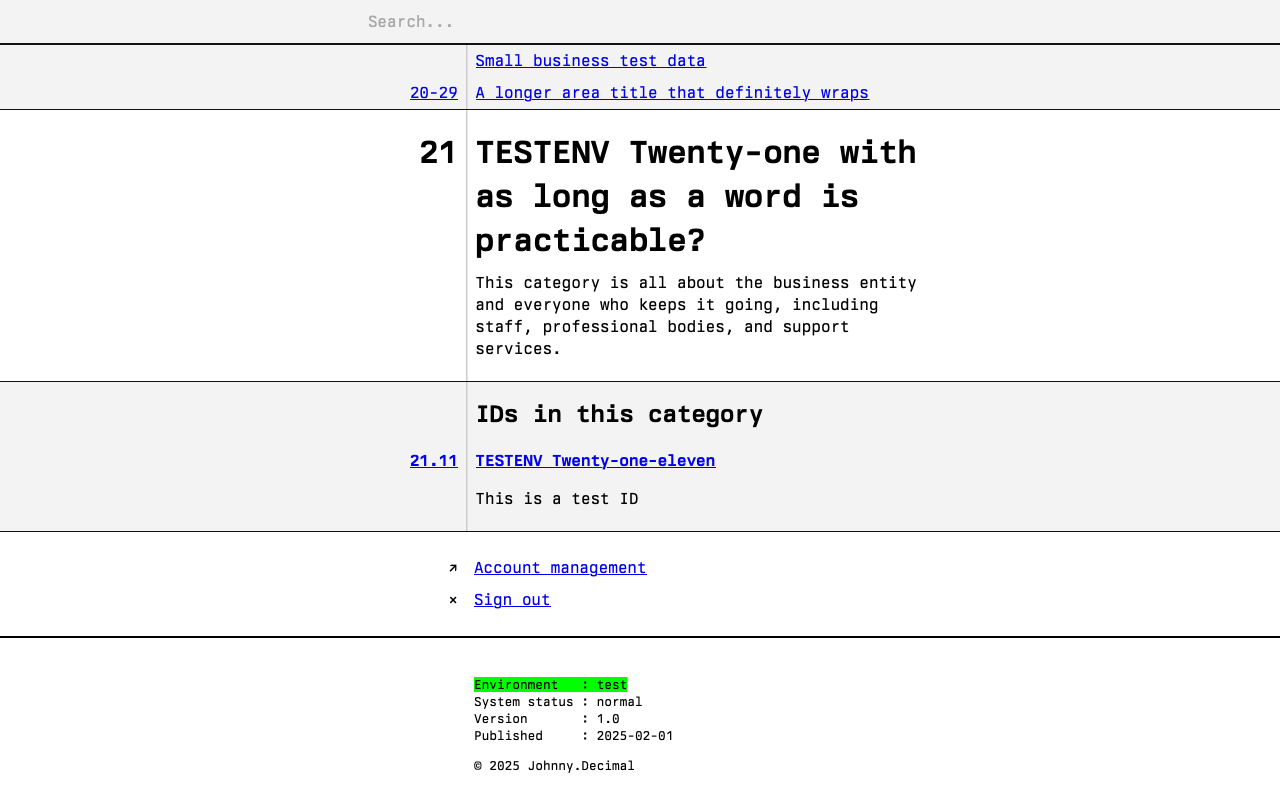 Search...
Small business test data
20-29 A longer area title that definitely wraps
21 TESTENV Twenty-one with
as long as a word is
practicable?
This category is all about the business entity
and everyone who keeps it going, including
staff, professional bodies, and support
services.
IDs in this category
21.11 TESTENV Twenty-one-eleven
This is a test ID
↗ Account management
× Sign out
Environment   : test
System status : normal
Version       : 1.0
Published     : 2025-02-01
© 2025 Johnny.Decimal